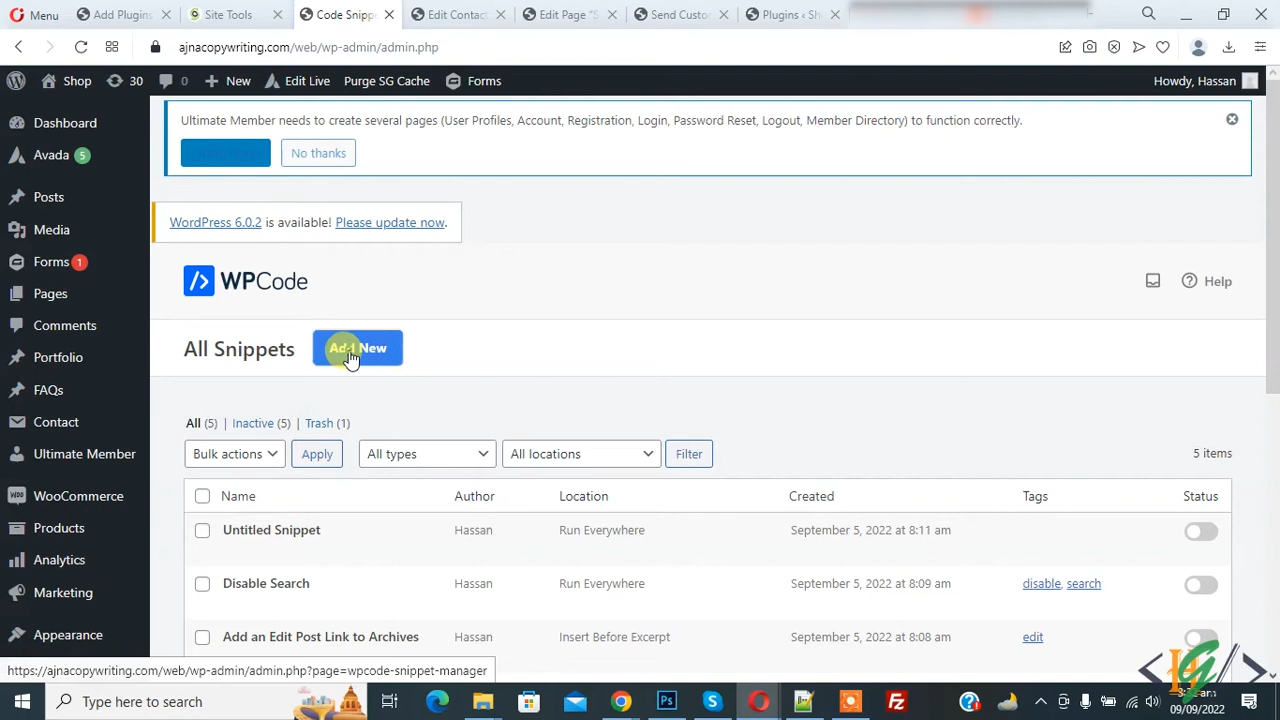 Menu
Add Plugins
Site Tools
Code Snippe
Edit Contac
Edit Page "S
Send Custo
Plugins ‹ Sh
ajnacopywriting.com/web/wp-admin/admin.php
Shop
30
0
New
Edit Live
Purge SG Cache
Forms
Howdy, Hassan
Dashboard
Avada 5
Posts
Media
Forms 1
Pages
Comments
Portfolio
FAQs
Contact
Ultimate Member
WooCommerce
Products
Analytics
Marketing
Appearance
Ultimate Member needs to create several pages (User Profiles, Account, Registration, Login, Password Reset, Logout, Member Directory) to function correctly.
No thanks
WordPress 6.0.2 is available! Please update now.
WPCode
Help
All Snippets
Add New
All (5) | Inactive (5) | Trash (1)
Bulk actions
Apply
All types
All locations
Filter
5 items
Name Author Location Created Tags Status
Untitled Snippet Hassan Run Everywhere September 5, 2022 at 8:11 am
Disable Search Hassan Run Everywhere September 5, 2022 at 8:09 am disable, search
Add an Edit Post Link to Archives Hassan Insert Before Excerpt September 5, 2022 at 8:08 am edit
https://ajnacopywriting.com/web/wp-admin/admin.php?page=wpcode-snippet-manager
Type here to search
09/09/2022